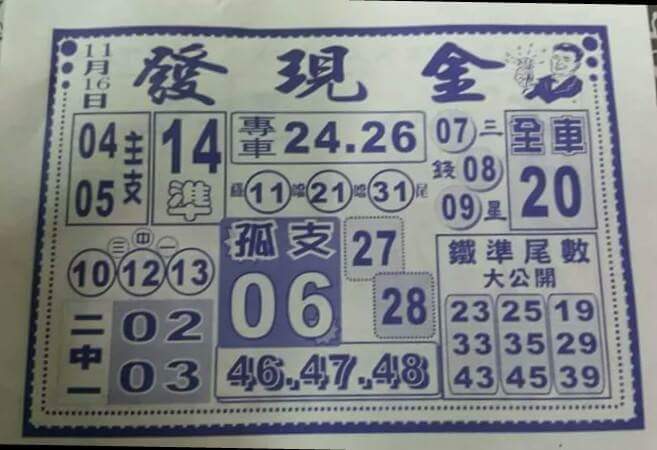 11月16日
發現金
04
05
主支
14
準
專車
24.26
11
21
31
尾
07
08
09
三
錢
星
全車
20
三中一
10
12
13
孤支
06
27
28
鐵準尾數
大公開
23 25 19
33 35 29
43 45 39
二中一
02
03
46.47.48